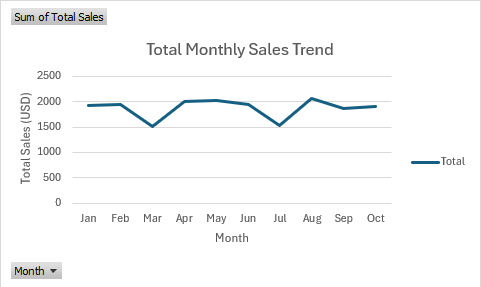 Sum of Total Sales
Total Monthly Sales Trend
2500
2000
1500
1000
500
0
Total Sales (USD)
Jan Feb Mar Apr May Jun Jul Aug Sep Oct
Month
Total
Month